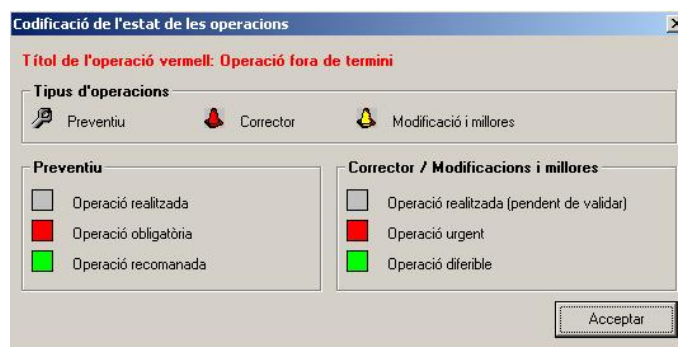 Codificació de l'estat de les operacions
Títol de l'operació vermell: Operació fora de termini
Tipus d'operacions
Preventiu Corrector Modificació i millores
Preventiu
Operació realitzada
Operació obligatòria
Operació recomanada
Corrector / Modificacions i millores
Operació realitzada (pendent de validar)
Operació urgent
Operació diferible
Acceptar